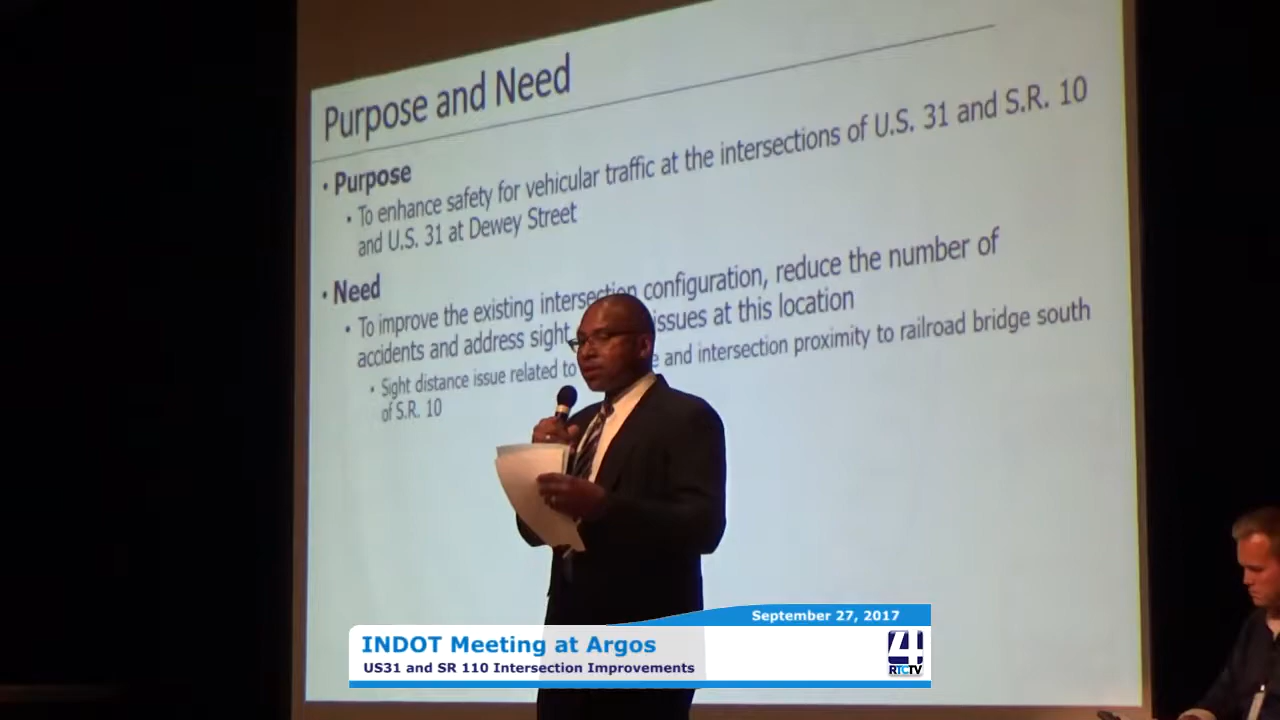 Purpose and Need
• Purpose
• To enhance safety for vehicular traffic at the intersections of U.S. 31 and S.R. 10
and U.S. 31 at Dewey Street
• Need
• To improve the existing intersection configuration, reduce the number of
accidents and address sight issues at this location
• Sight distance issue related to and intersection proximity to railroad bridge south
of S.R. 10
September 27, 2017
INDOT Meeting at Argos
US31 and SR 110 Intersection Improvements
4
RTCTV